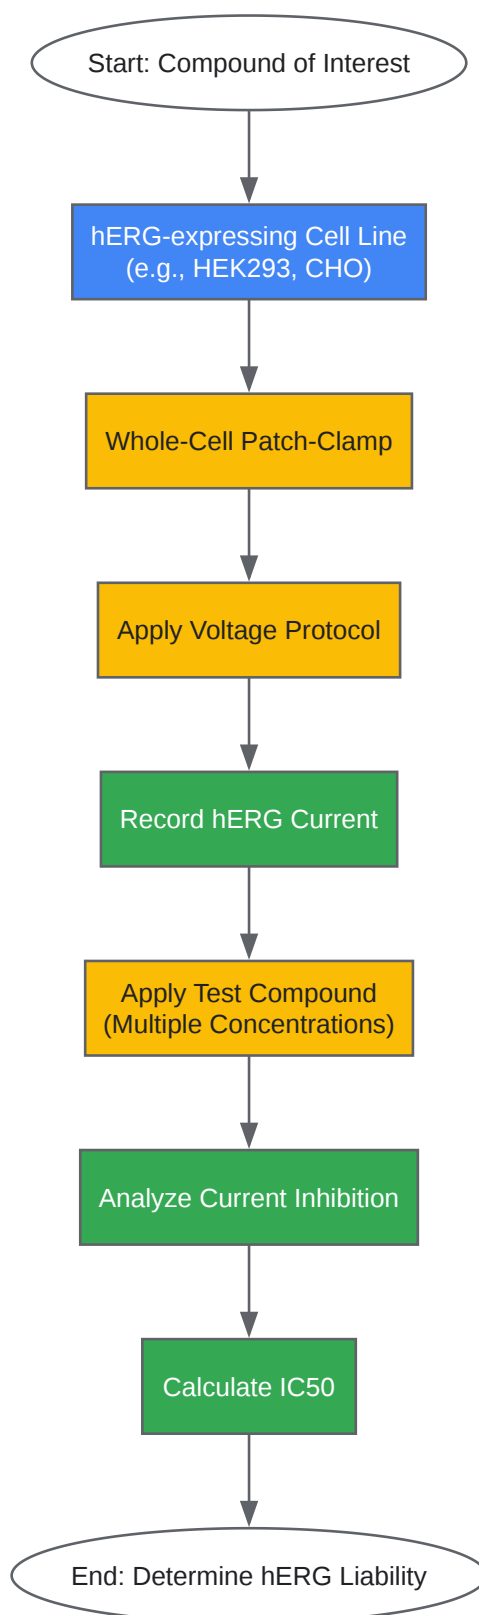 Start: Compound of Interest
hERG-expressing Cell Line
(e.g., HEK293, CHO)
Whole-Cell Patch-Clamp
Apply Voltage Protocol
Record hERG Current
Apply Test Compound
(Multiple Concentrations)
Analyze Current Inhibition
Calculate IC50
End: Determine hERG Liability